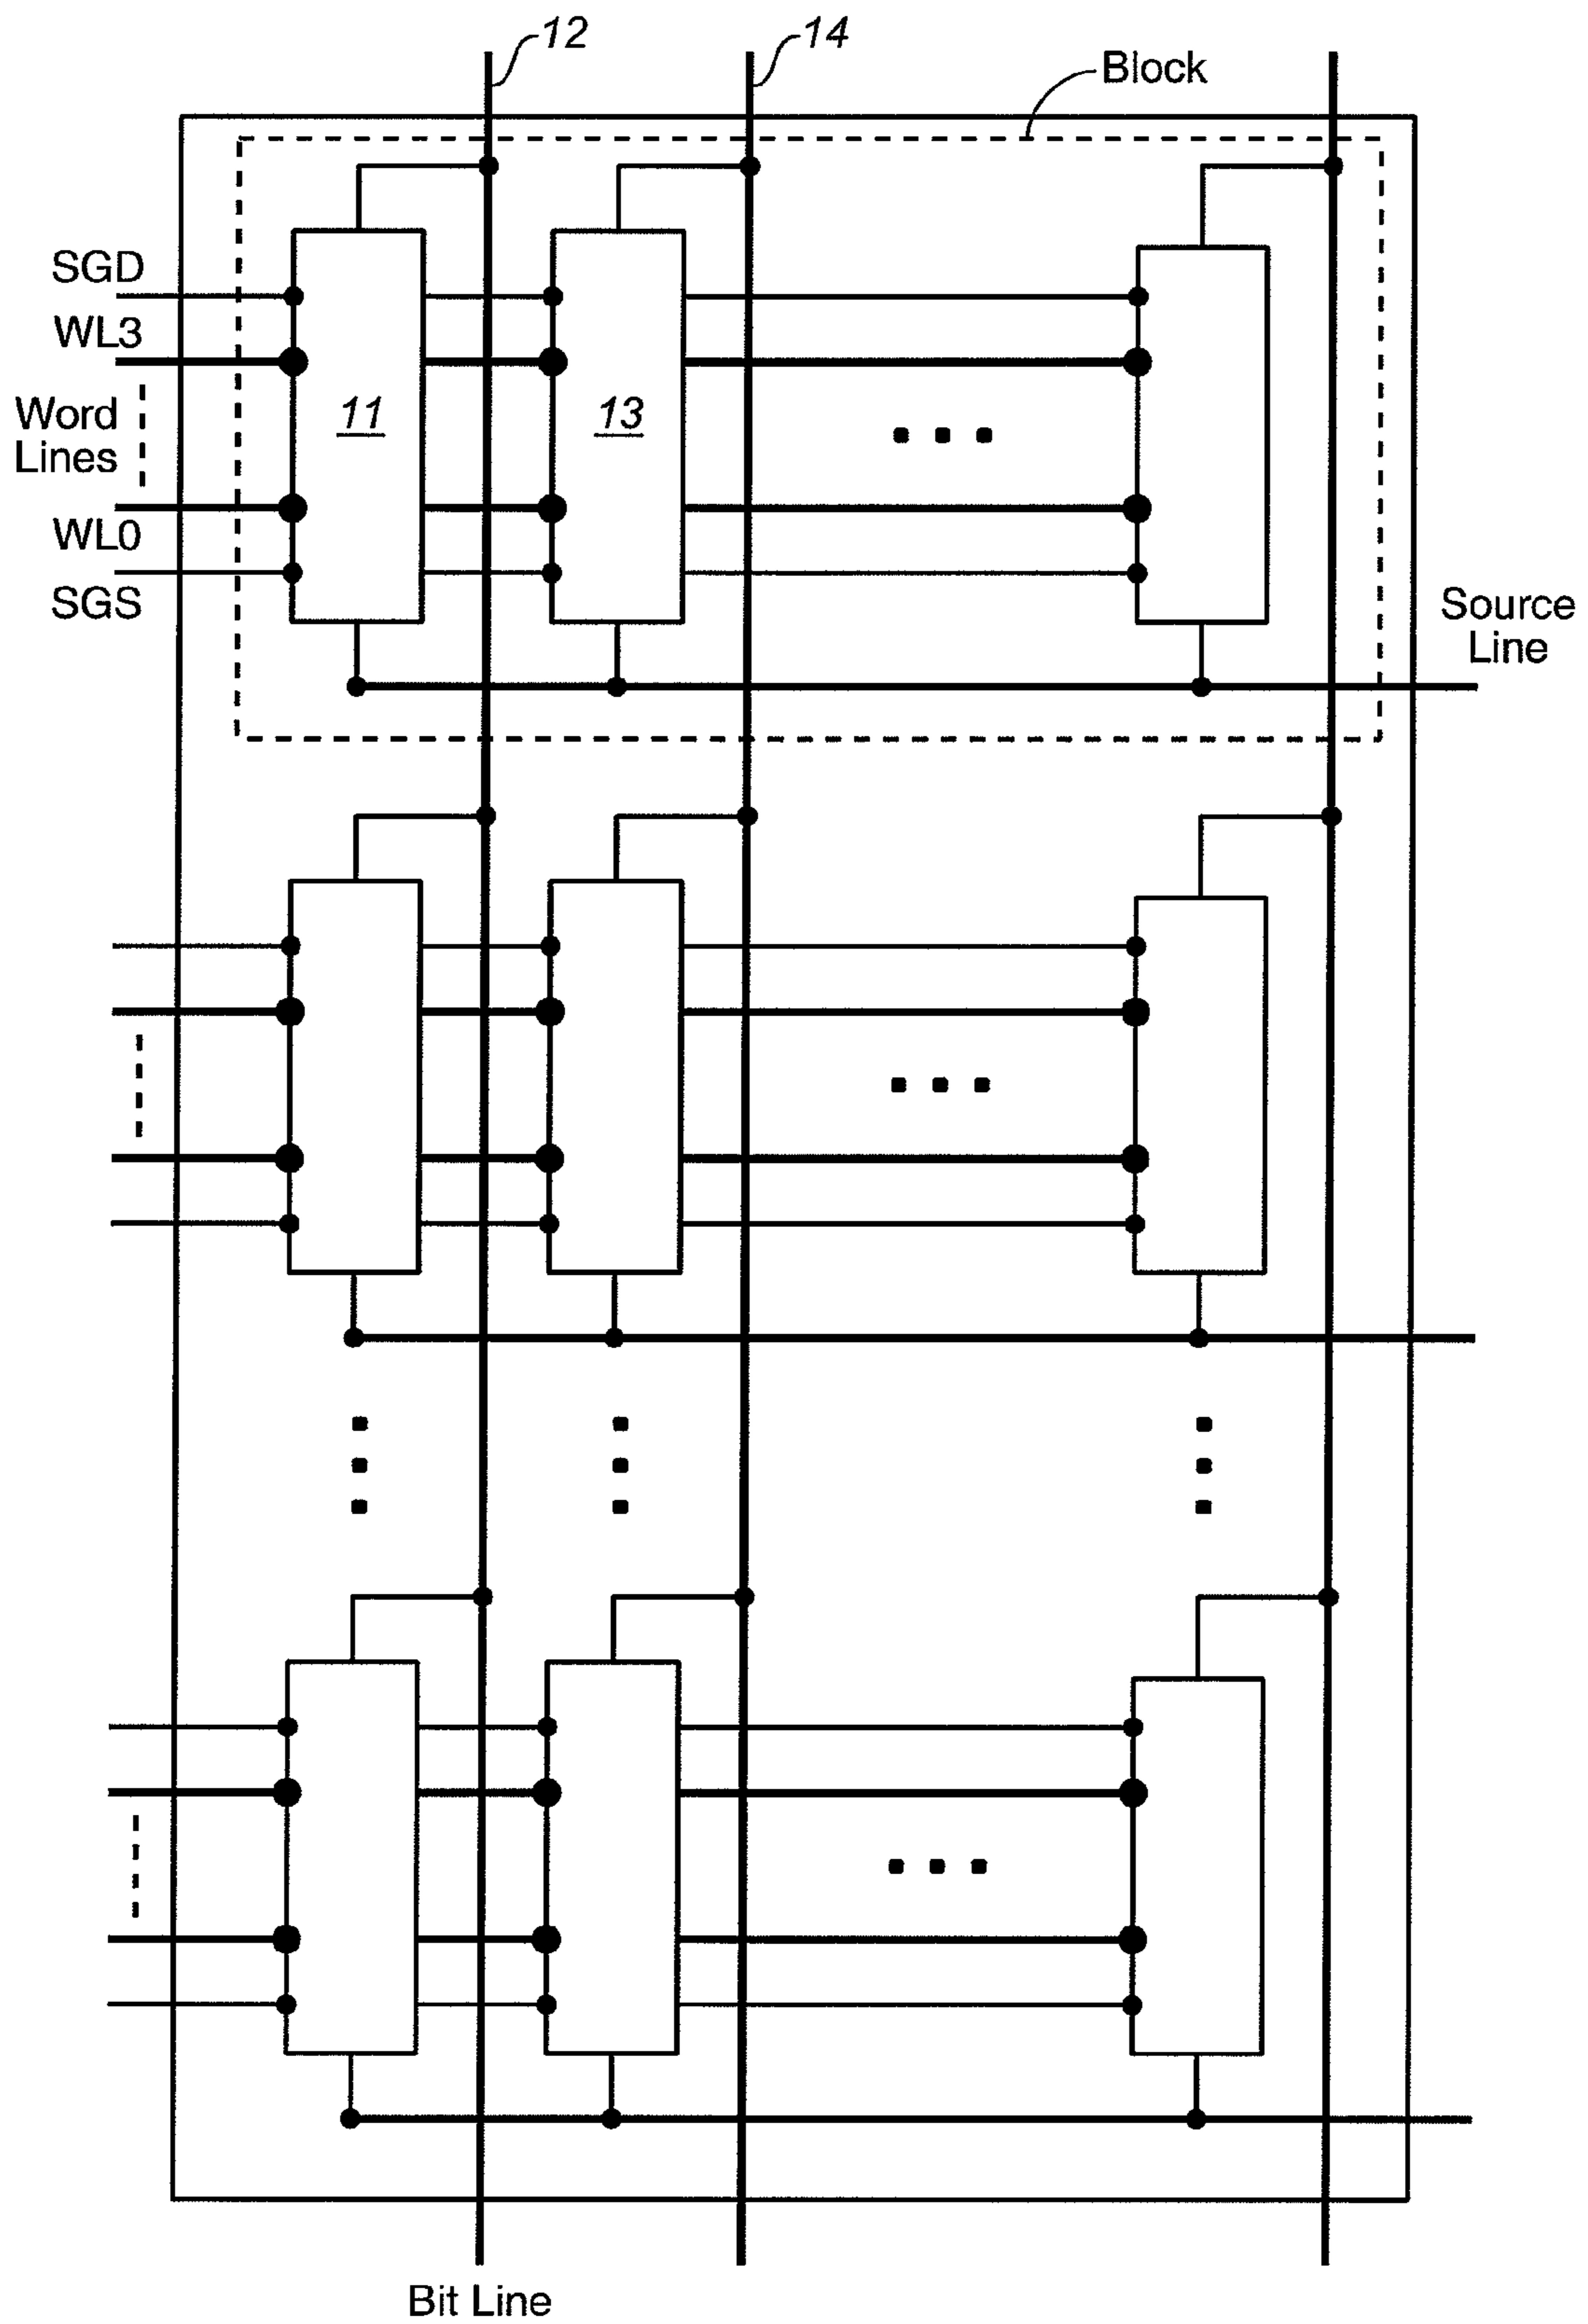 12
14
Block
SGD
WL3
Word
Lines
11
13
WL0
SGS
Source
Line
Bit Line